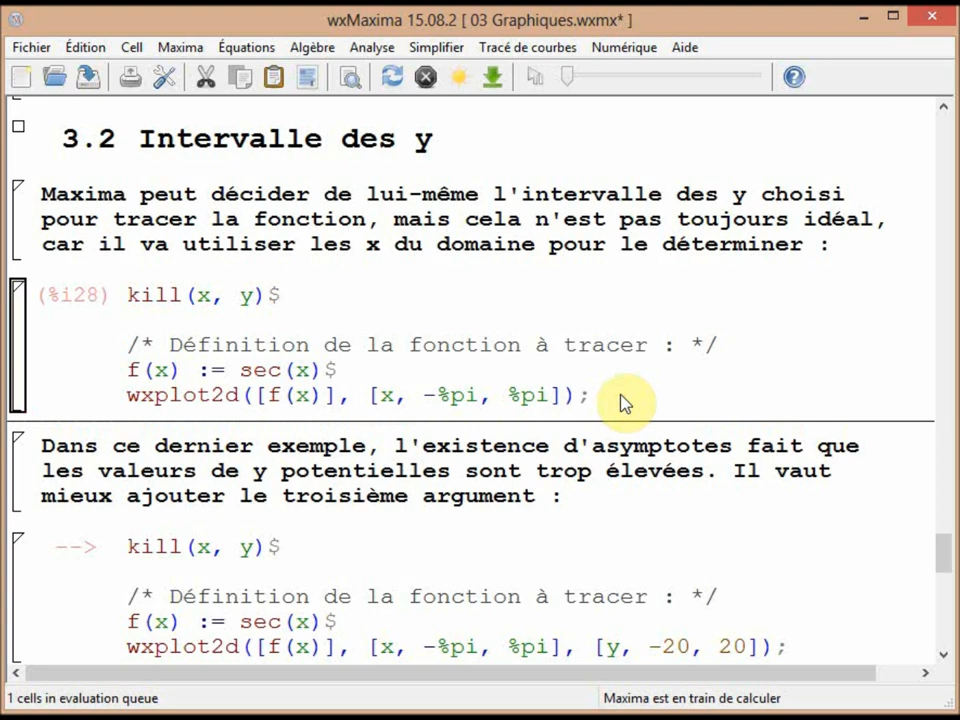 wxMaxima 15.08.2 [ 03 Graphiques.wxmx* ]
Fichier Édition Cell Maxima Équations Algèbre Analyse Simplifier Tracé de courbes Numérique Aide
3.2 Intervalle des y
Maxima peut décider de lui-même l'intervalle des y choisi
pour tracer la fonction, mais cela n'est pas toujours idéal,
car il va utiliser les x du domaine pour le déterminer :
(%i28) kill(x, y)$
/* Définition de la fonction à tracer : */
f(x) := sec(x)$
wxplot2d([f(x)], [x, -%pi, %pi]);
Dans ce dernier exemple, l'existence d'asymptotes fait que
les valeurs de y potentielles sont trop élevées. Il vaut
mieux ajouter le troisième argument :
--> kill(x, y)$
/* Définition de la fonction à tracer : */
f(x) := sec(x)$
wxplot2d([f(x)], [x, -%pi, %pi], [y, -20, 20]);
1 cells in evaluation queue Maxima est en train de calculer